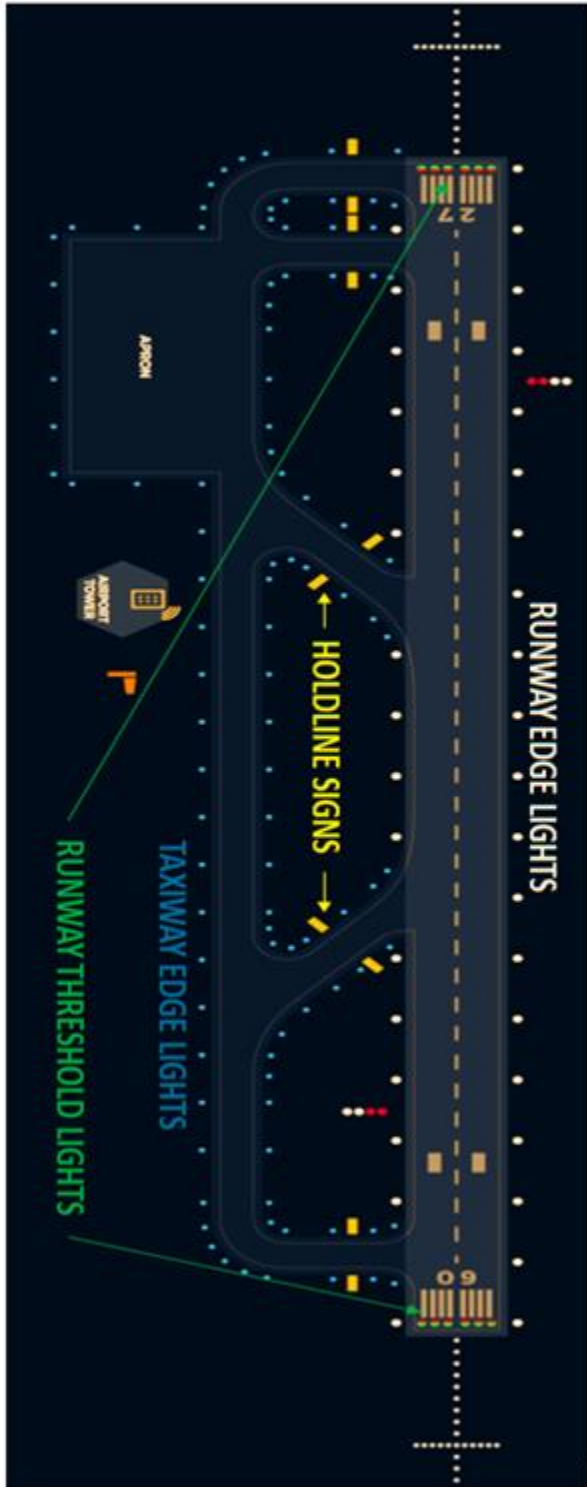 RUNWAY EDGE LIGHTS
27
09
HOLDLINE SIGNS
APRON
AIRPORT
TOWER
TAXIWAY EDGE LIGHTS
RUNWAY THRESHOLD LIGHTS